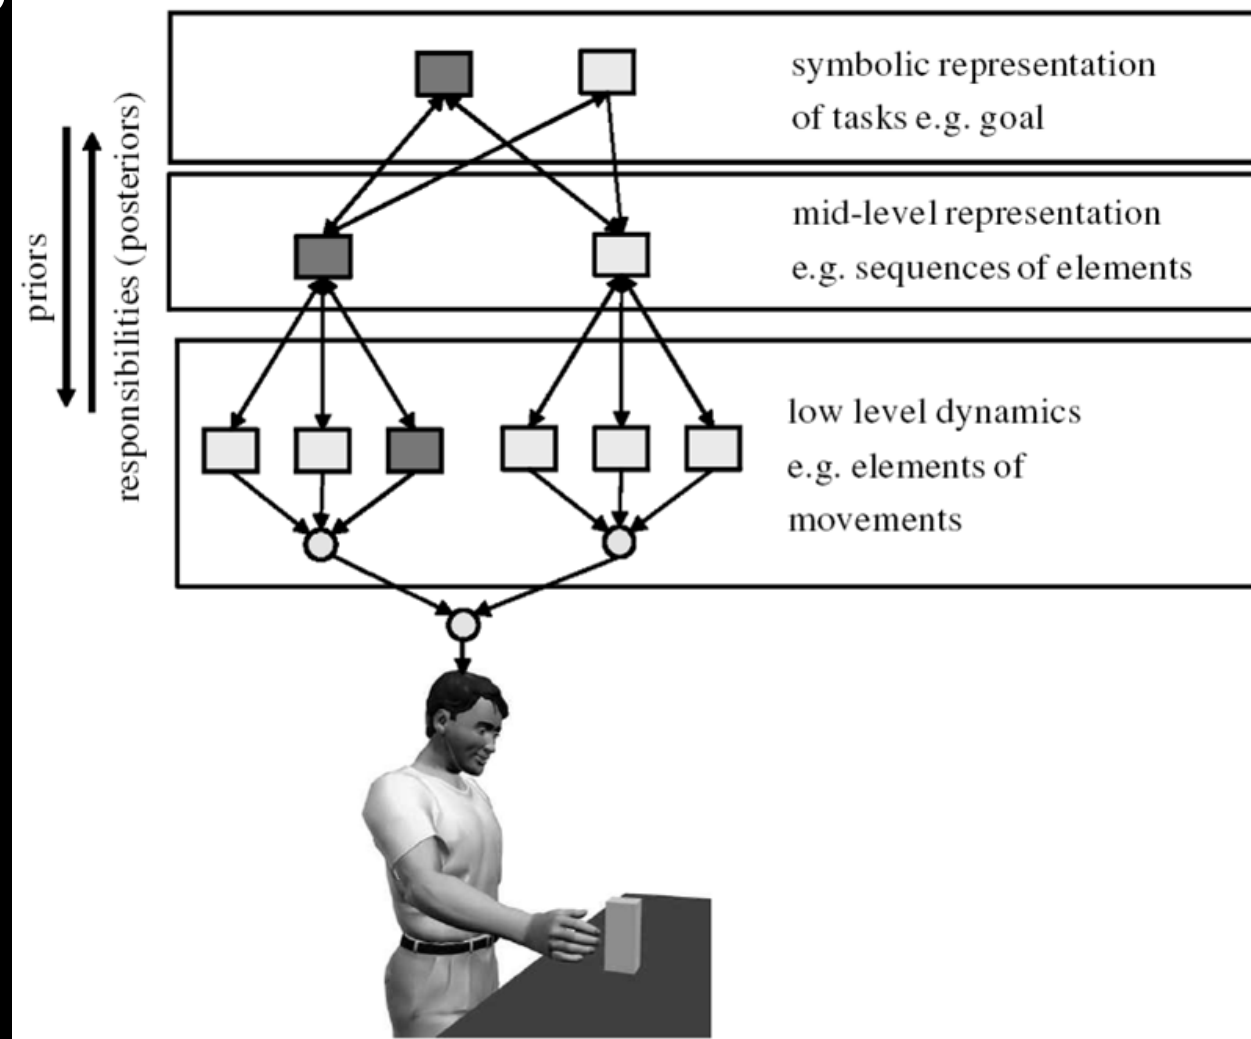 symbolic representation
of tasks e.g. goal
priors
responsibilities (posteriors)
mid-level representation
e.g. sequences of elements
low level dynamics
e.g. elements of
movements